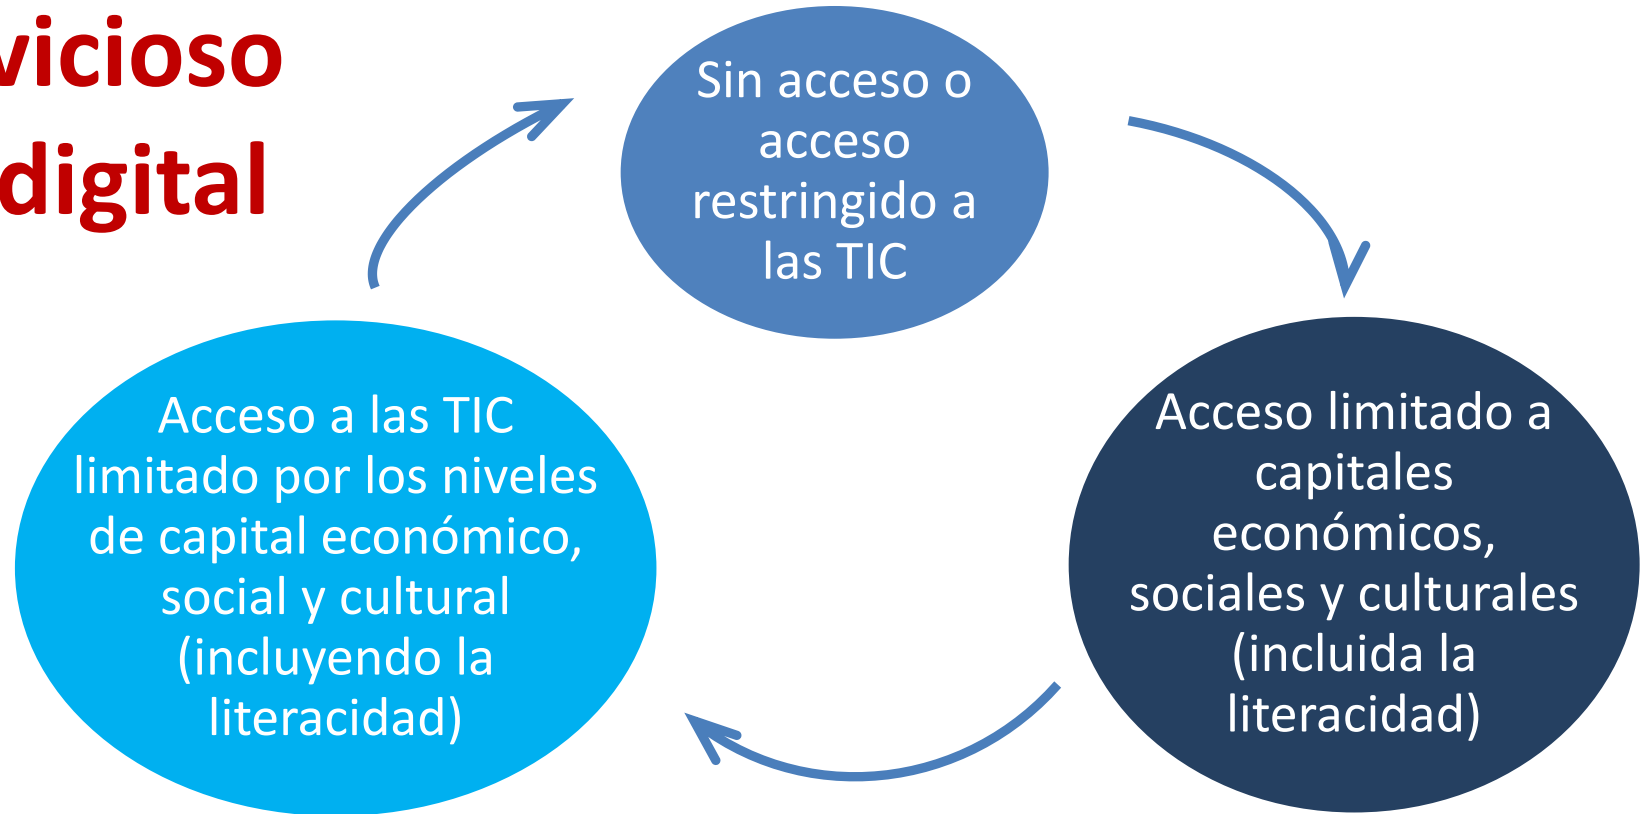 vicioso
digital
Sin acceso o
acceso
restringido a
las TIC
Acceso limitado a
capitales
económicos,
sociales y culturales
(incluida la
literacidad)
Acceso a las TIC
limitado por los niveles
de capital económico,
social y cultural
(incluyendo la
literacidad)